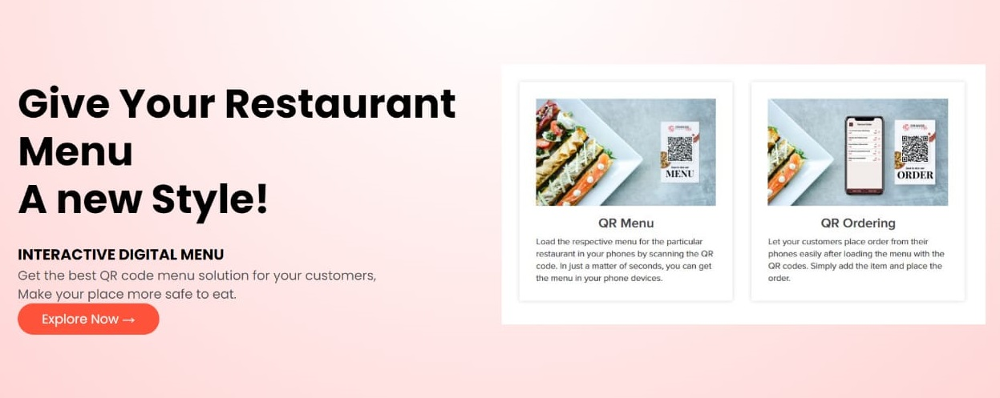 Give Your Restaurant
Menu
A new Style!
INTERACTIVE DIGITAL MENU
Get the best QR code menu solution for your customers,
Make your place more safe to eat.
Explore Now →
MENU
QR Menu
Load the respective menu for the particular
restaurant in your phones by scanning the QR
code. In just a matter of seconds, you can get
the menu in your phone devices.
ORDER
QR Ordering
Let your customers place order from their
phones easily after loading the menu with the
QR codes. Simply add the item and place the
order.